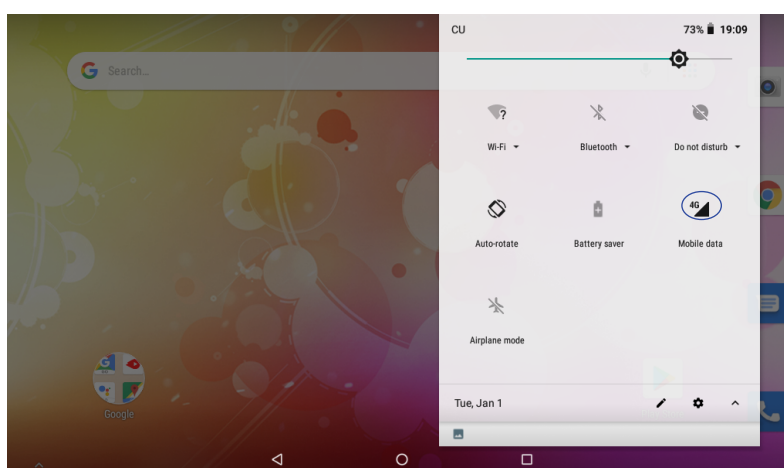 CU 73% 19:09
G Search...
?
Wi-Fi Bluetooth Do not disturb
4G
Auto-rotate Battery saver Mobile data
Airplane mode
G
Google
Tue, Jan 1